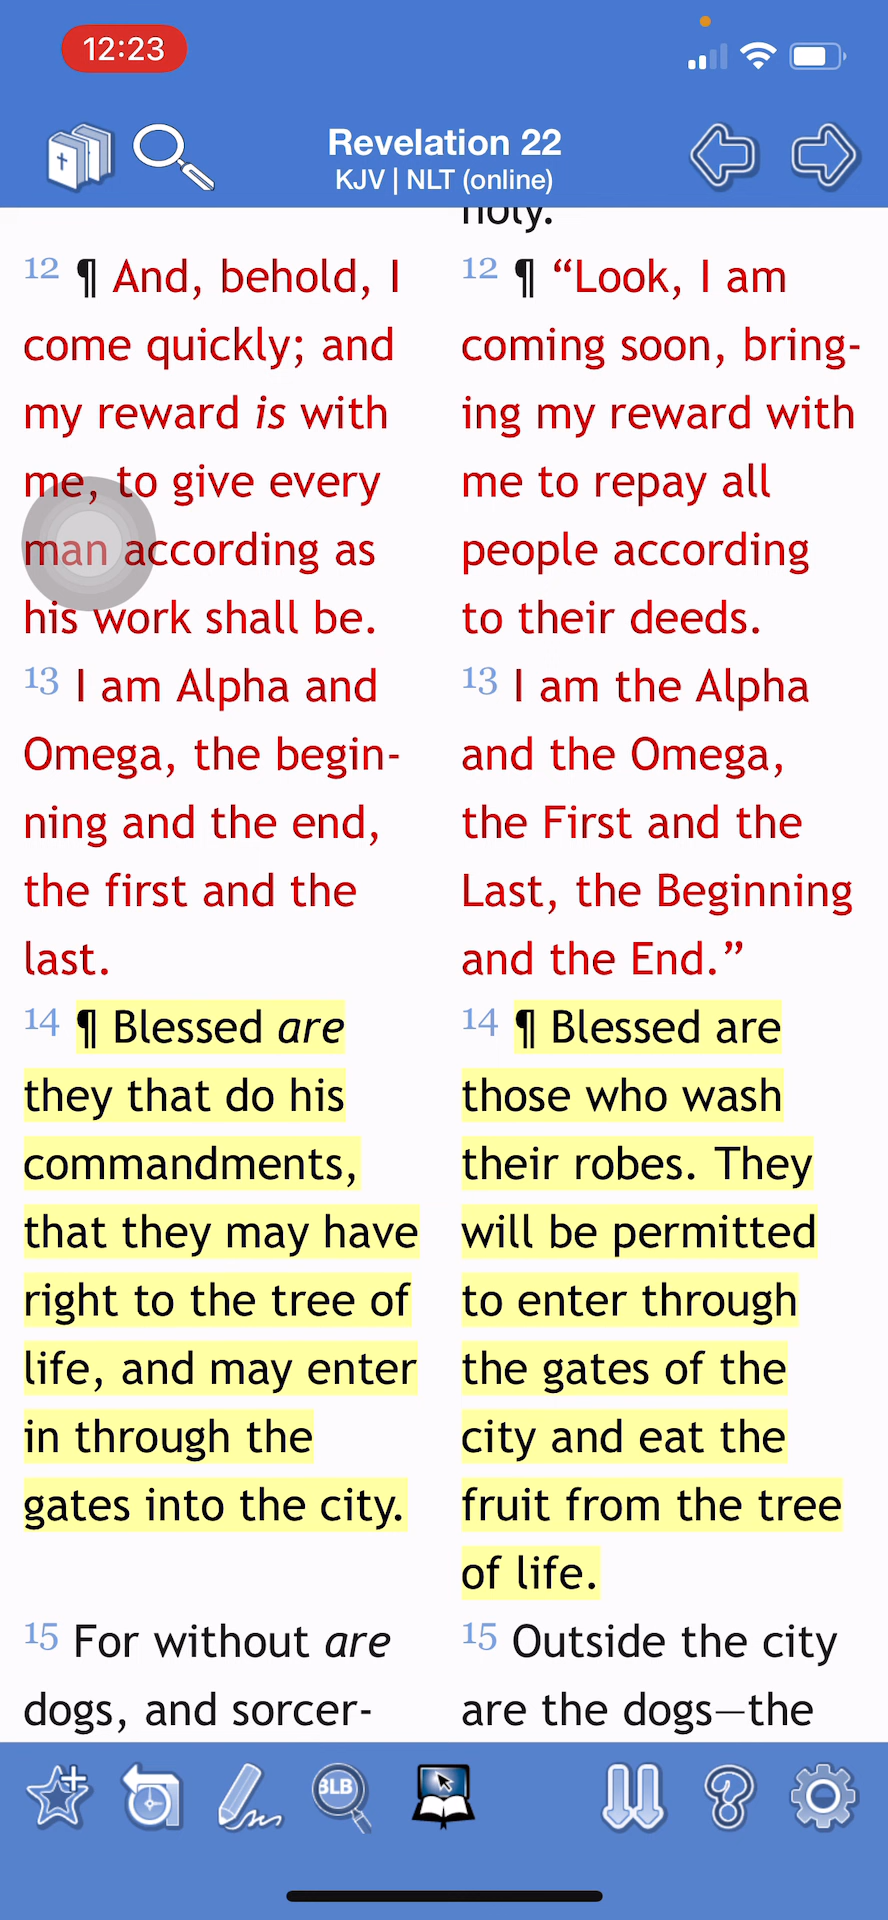 12:23
Revelation 22
KJV | NLT (online)
holy.
12 ¶ And, behold, I
come quickly; and
my reward is with
me, to give every
man according as
his work shall be.
13 I am Alpha and
Omega, the begin-
ning and the end,
the first and the
last.
14 ¶ Blessed are
they that do his
commandments,
that they may have
right to the tree of
life, and may enter
in through the
gates into the city.
15 For without are
dogs, and sorcer-
12 ¶ “Look, I am
coming soon, bring-
ing my reward with
me to repay all
people according
to their deeds.
13 I am the Alpha
and the Omega,
the First and the
Last, the Beginning
and the End.”
14 ¶ Blessed are
those who wash
their robes. They
will be permitted
to enter through
the gates of the
city and eat the
fruit from the tree
of life.
15 Outside the city
are the dogs—the
BLB